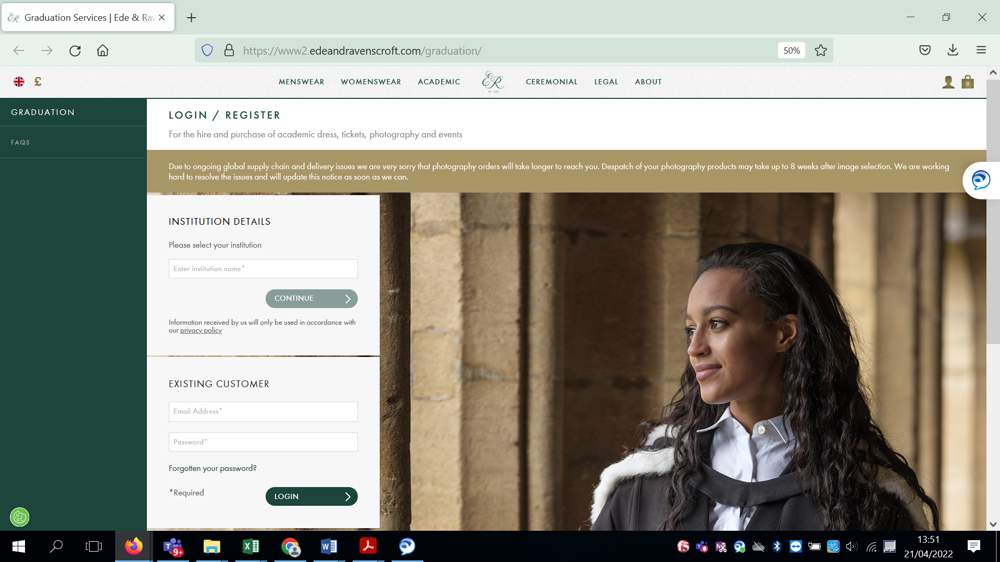 Graduation Services | Ede & Rav
https://www2.edeandravenscroft.com/graduation/
50%
£
MENSWEAR
WOMENSWEAR
ACADEMIC
ER
CEREMONIAL
LEGAL
ABOUT
0
GRADUATION
FAQS
LOGIN / REGISTER
For the hire and purchase of academic dress, tickets, photography and events
Due to ongoing global supply chain and delivery issues we are very sorry that photography orders will take longer to reach you. Despatch of your photography products may take up to 8 weeks after image selection. We are working
hard to resolve the issues and will update this notice as soon as we can.
INSTITUTION DETAILS
Please select your institution
Enter institution name*
CONTINUE
Information received by us will only be used in accordance with
our privacy policy
EXISTING CUSTOMER
Email Address*
Password*
Forgotten your password?
*Required
LOGIN
9+
13:51
21/04/2022